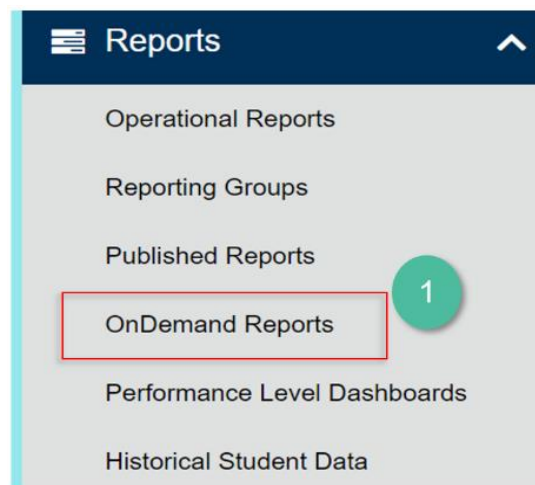 Reports
Operational Reports
Reporting Groups
Published Reports
1
OnDemand Reports
Performance Level Dashboards
Historical Student Data